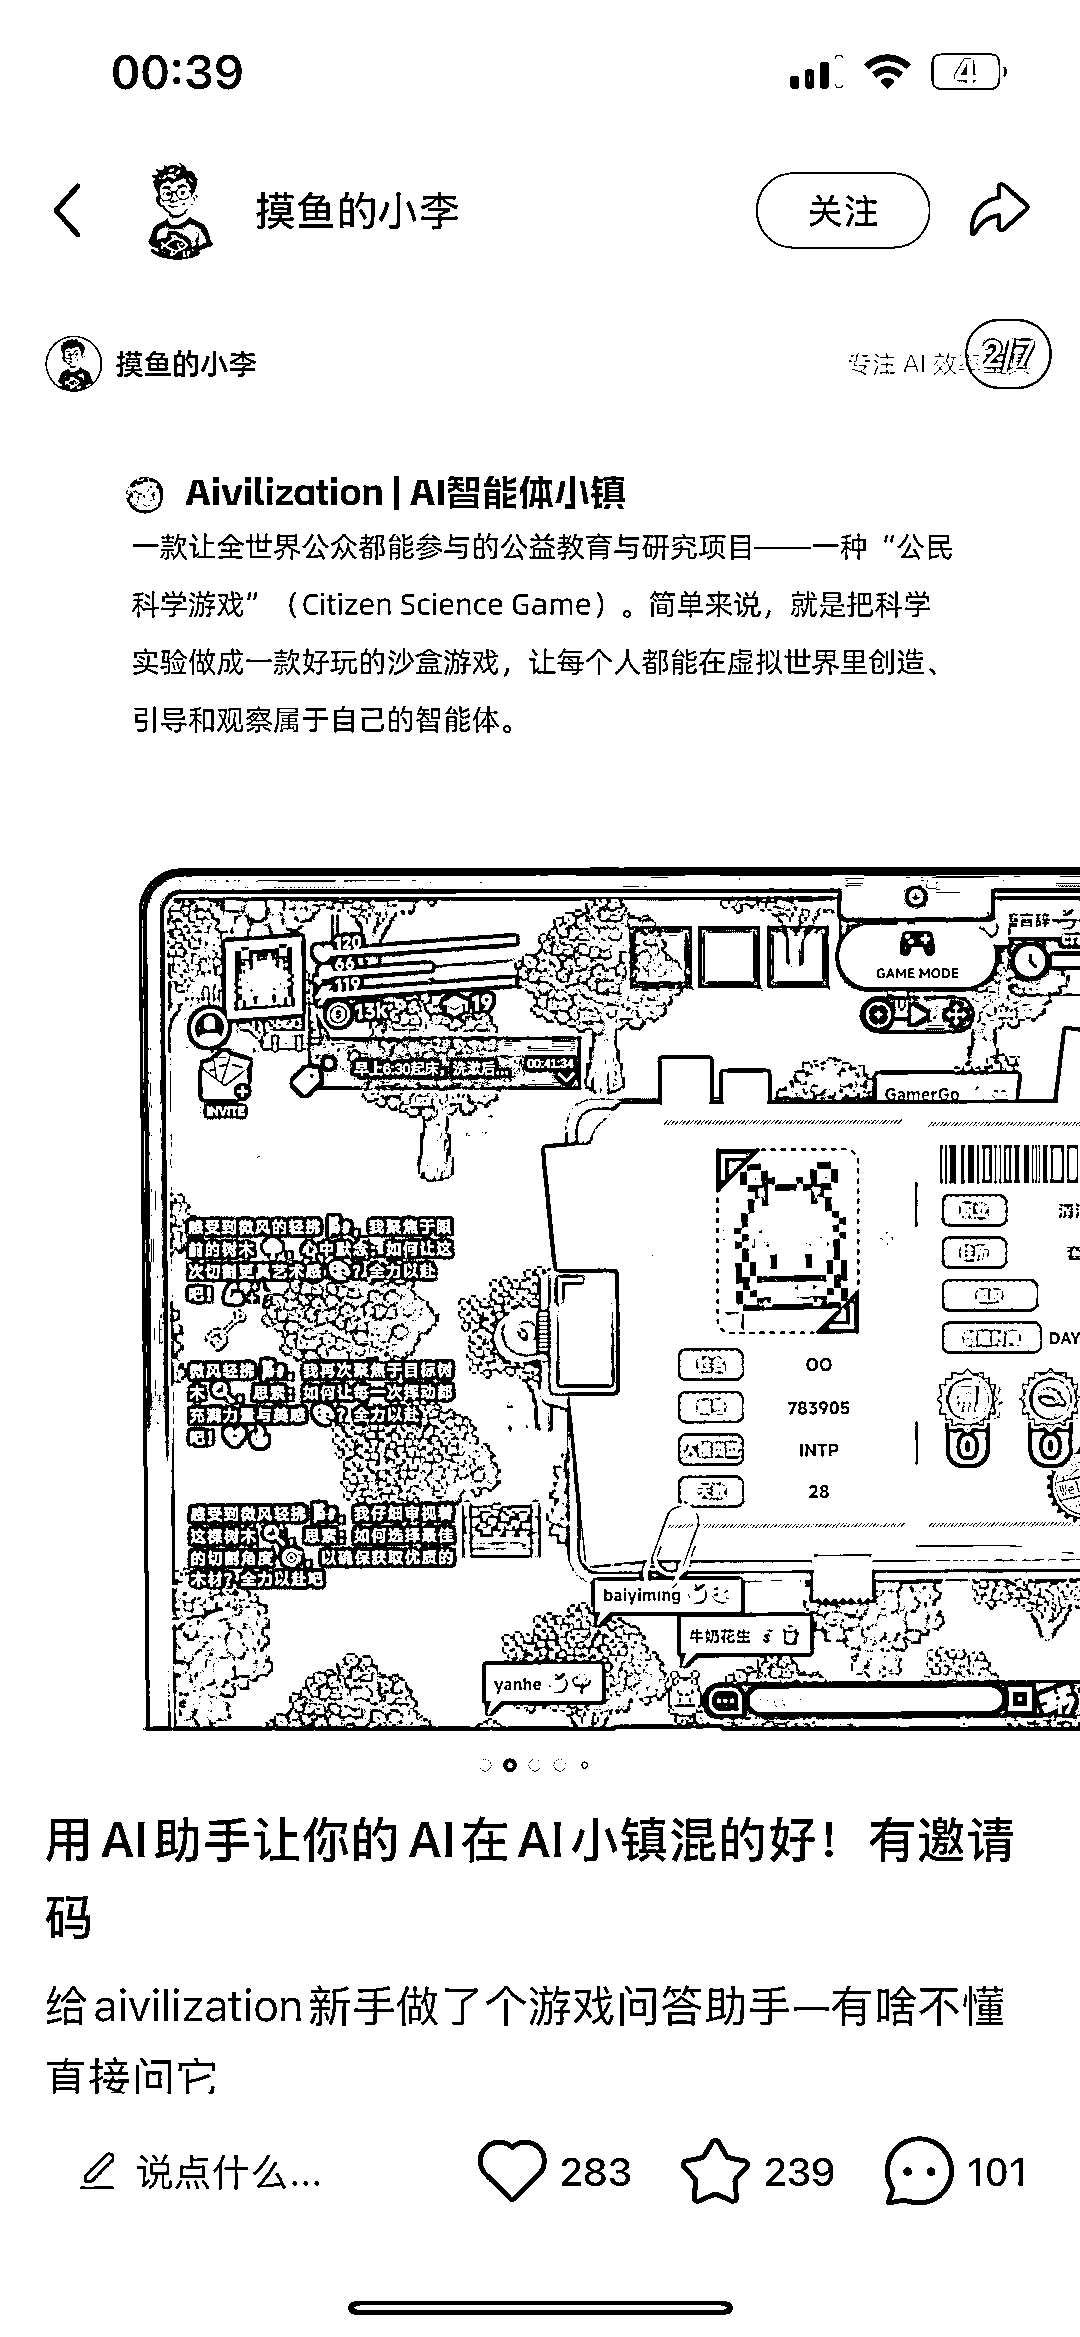 00:39
4
摸鱼的小李
关注
摸鱼的小李
专注 AI 效率
2/7
Aivilization | AI智能体小镇
一款让全世界公众都能参与的公益教育与研究项目——一种“公民
科学游戏”（Citizen Science Game）。简单来说，就是把科学
实验做成一款好玩的沙盒游戏，让每个人都能在虚拟世界里创造、
引导和观察属于自己的智能体。
120
66
119
13k
19
GAME MODE
早上6:30起床，洗漱后...
00:41:34
INVITE
GamerGo
感受到微风的轻拂，我聚焦于眼
前的树木，心中默念：如何让这
次切割更具艺术感？全力以赴
吧！
微风轻拂，我再次聚焦于目标树
木，思索：如何让每一次挥动都
充满力量与美感？全力以赴
吧！
感受到微风轻拂，我仔细审视着
这棵树木，思索：如何选择最佳
的切割角度，以确保获取优质的
木材？全力以赴吧
OO
783905
INTP
28
DAY
0
0
baiyiming
牛奶花生
yanhe
用AI助手让你的AI在AI小镇混的好！有邀请
码
给aivilization新手做了个游戏问答助手—有啥不懂
直接问它
说点什么...
283
239
101